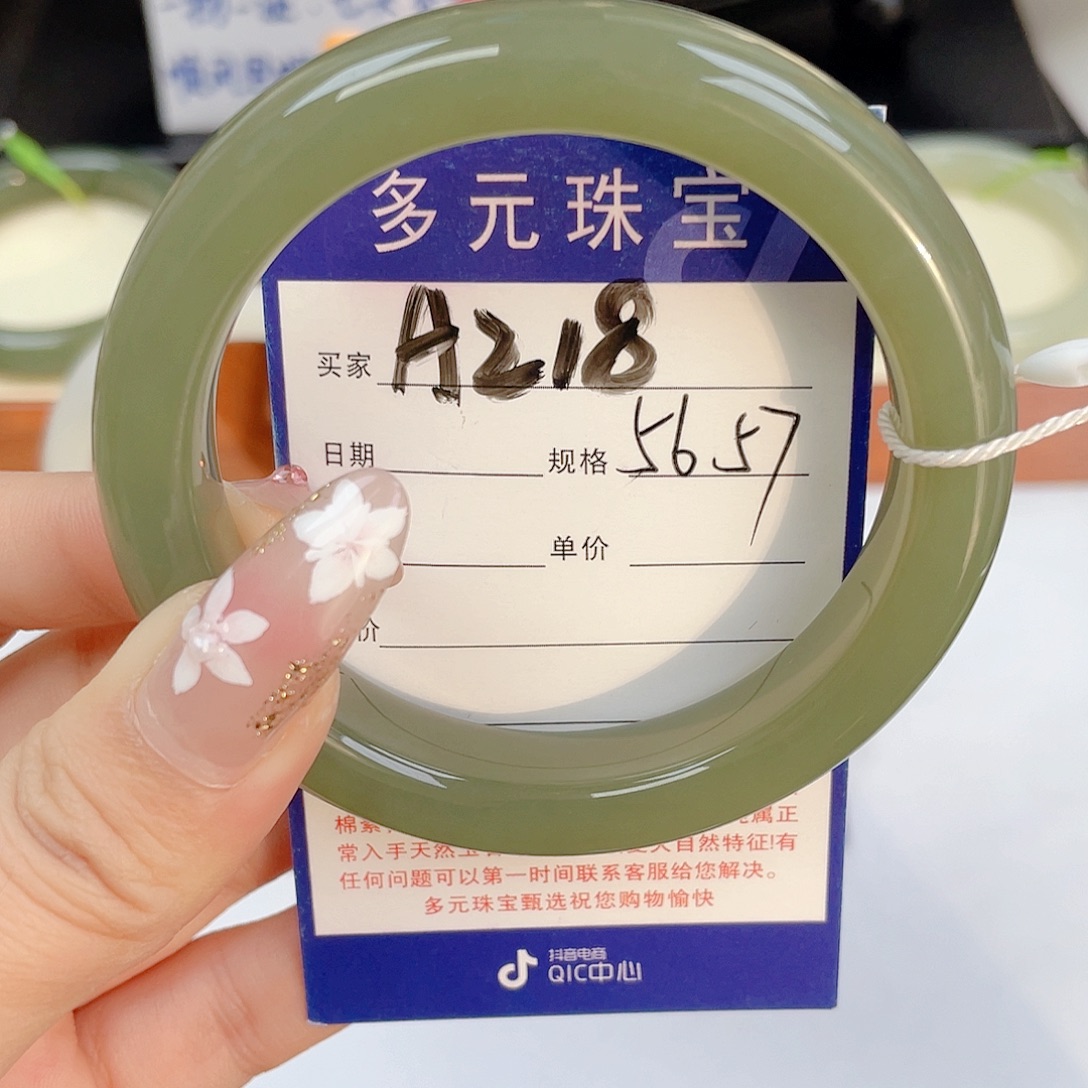 多元珠宝
买家 A218
日期 规格 56 57
单价
价
常入手天然 自然特征!有
任何问题可以第一时间联系客服给您解决。
多元珠宝甄选祝您购物愉快
抖音电商
QIC中心